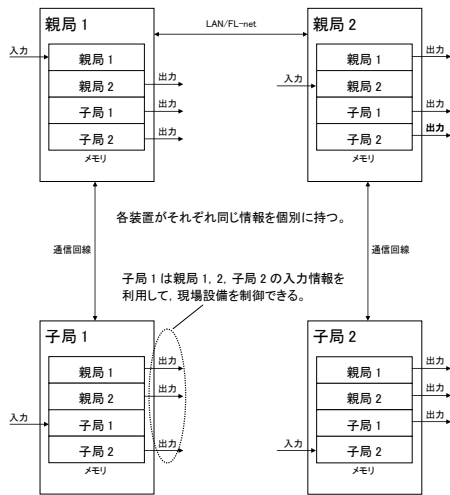 親局 1
LAN/FL-net
親局 2
入力
親局 1
親局 2
出力
子局 1
出力
子局 2
出力
メモリ
親局 1
出力
入力
親局 2
子局 1
出力
子局 2
出力
メモリ
各装置がそれぞれ同じ情報を個別に持つ。
通信回線
通信回線
子局 1 は親局 1, 2, 子局 2 の入力情報を
利用して, 現場設備を制御できる。
子局 1
親局 1
出力
親局 2
出力
入力
子局 1
子局 2
出力
メモリ
子局 2
親局 1
出力
親局 2
出力
子局 1
出力
入力
子局 2
メモリ